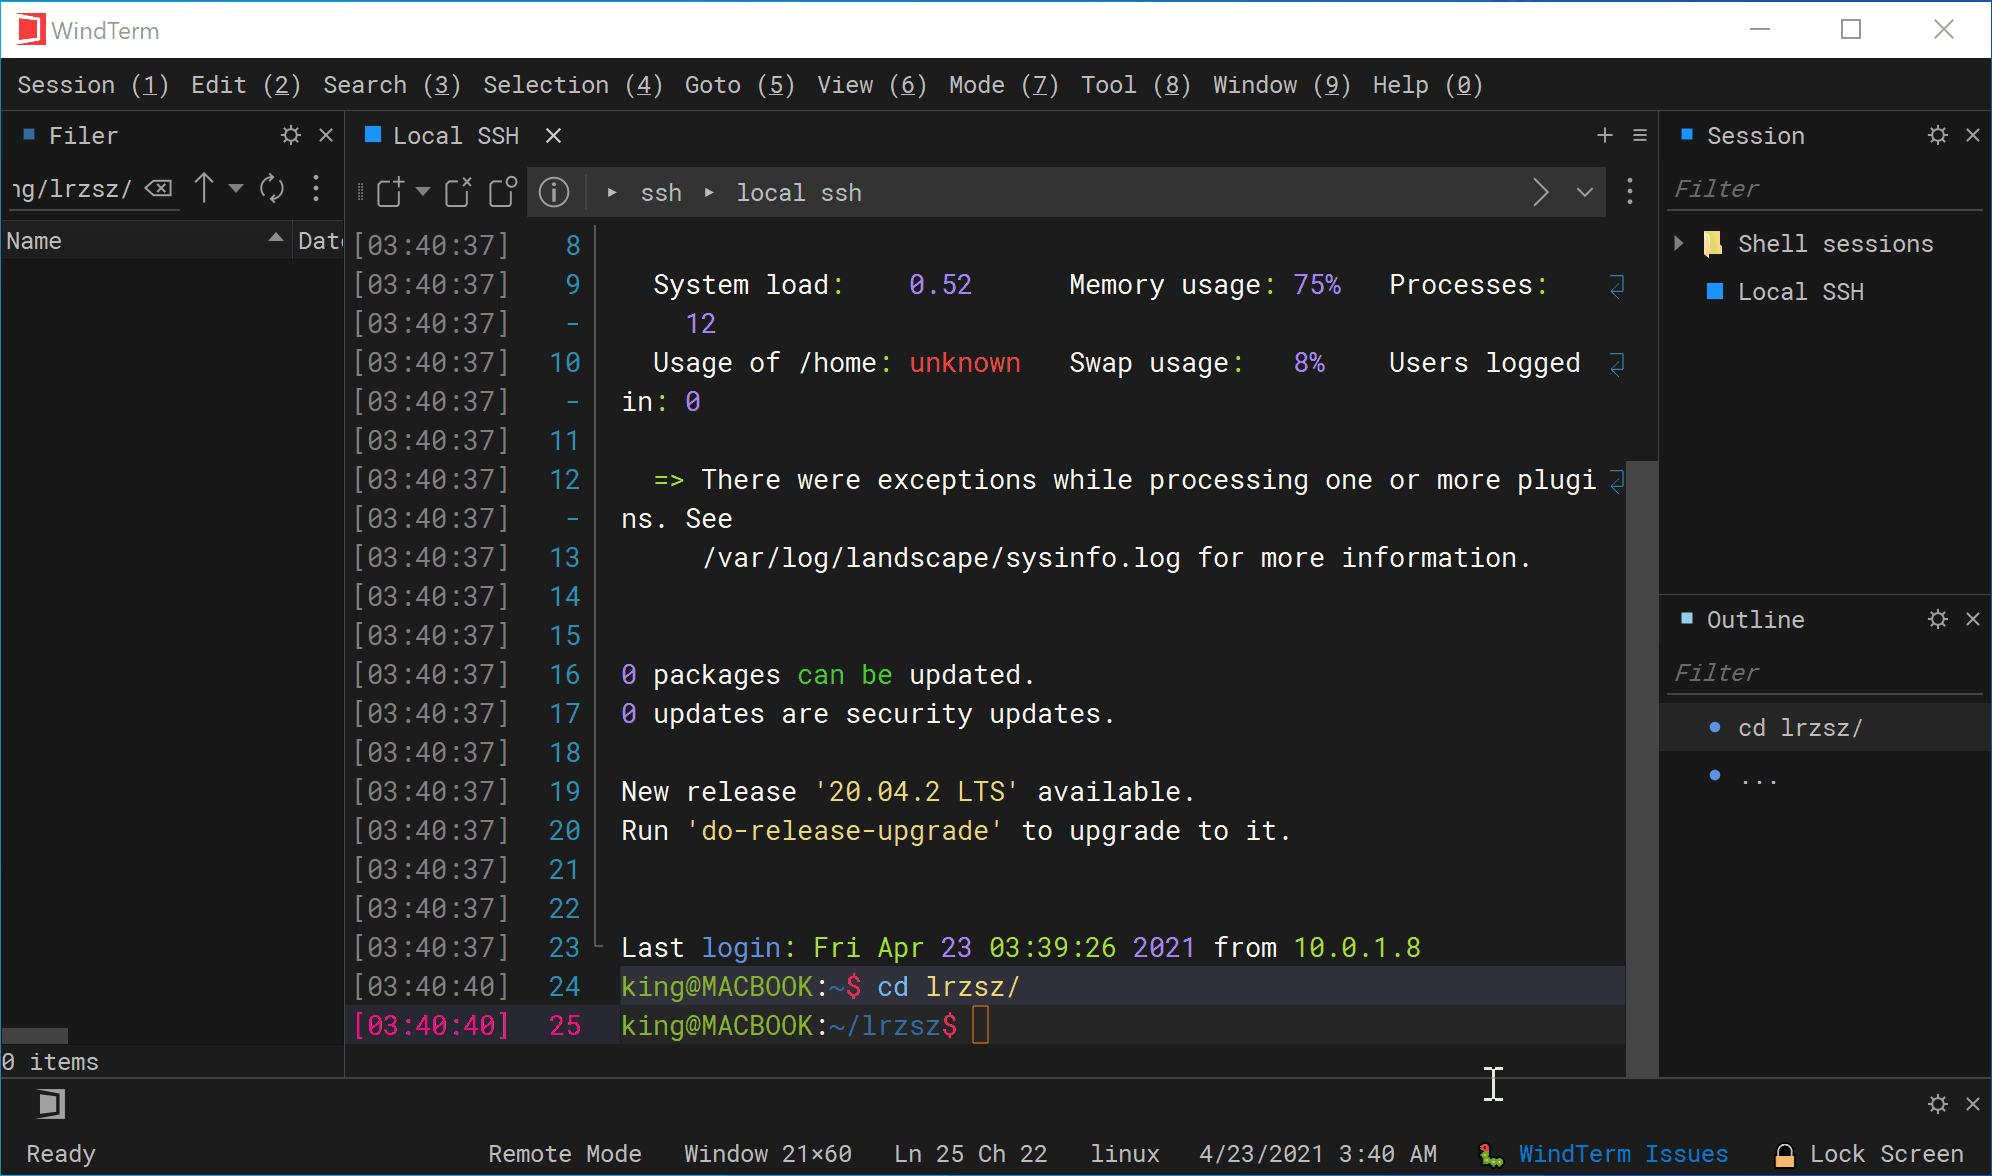 WindTerm
Session (1) Edit (2) Search (3) Selection (4) Goto (5) View (6) Mode (7) Tool (8) Window (9) Help (0)
Filer
ng/lrzsz/
Name Date
0 items
Local SSH
ssh local ssh
[03:40:37] 8
[03:40:37] 9 System load: 0.52 Memory usage: 75% Processes:
[03:40:37] - 12
[03:40:37] 10 Usage of /home: unknown Swap usage: 8% Users logged
[03:40:37] - in: 0
[03:40:37] 11
[03:40:37] 12 => There were exceptions while processing one or more plugi
[03:40:37] - ns. See
[03:40:37] 13 /var/log/landscape/sysinfo.log for more information.
[03:40:37] 14
[03:40:37] 15
[03:40:37] 16 0 packages can be updated.
[03:40:37] 17 0 updates are security updates.
[03:40:37] 18
[03:40:37] 19 New release '20.04.2 LTS' available.
[03:40:37] 20 Run 'do-release-upgrade' to upgrade to it.
[03:40:37] 21
[03:40:37] 22
[03:40:37] 23 Last login: Fri Apr 23 03:39:26 2021 from 10.0.1.8
[03:40:40] 24 king@MACBOOK:~$ cd lrzsz/
[03:40:40] 25 king@MACBOOK:~/lrzsz$
Session
Filter
Shell sessions
Local SSH
Outline
Filter
cd lrzsz/
...
Ready Remote Mode Window 21×60 Ln 25 Ch 22 linux 4/23/2021 3:40 AM WindTerm Issues Lock Screen